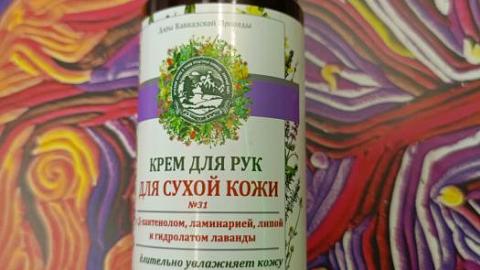 Дары Кавказской Природы
КРЕМ ДЛЯ РУК
ДЛЯ СУХОЙ КОЖИ
№31
пантенолом, ламинарией, липой
и гидролатом лаванды
длительно увлажняет кожу